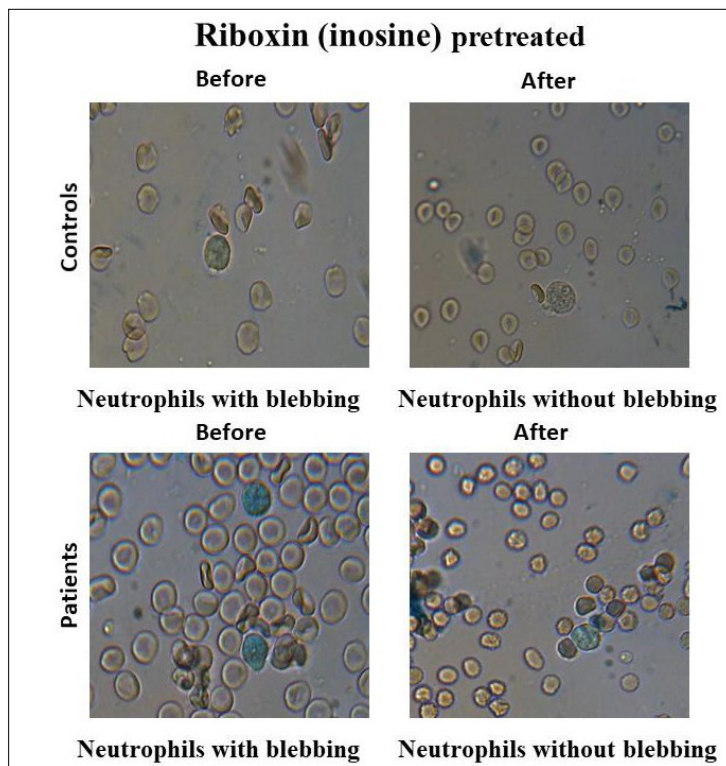 Riboxin (inosine) pretreated
Before After
Controls
Neutrophils with blebbing Neutrophils without blebbing
Before After
Patients
Neutrophils with blebbing Neutrophils without blebbing